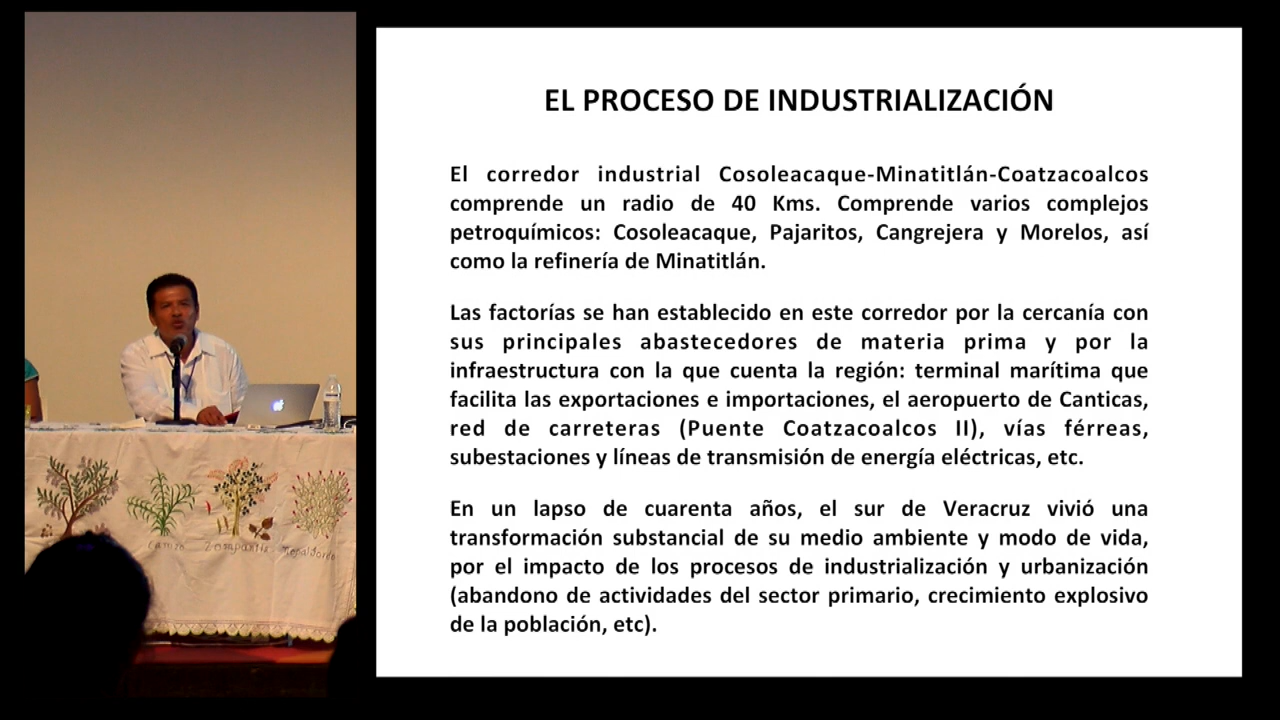 EL PROCESO DE INDUSTRIALIZACIÓN
El corredor industrial Cosoleacaque-Minatitlán-Coatzacoalcos
comprende un radio de 40 Kms. Comprende varios complejos
petroquímicos: Cosoleacaque, Pajaritos, Cangrejera y Morelos, así
como la refinería de Minatitlán.
Las factorías se han establecido en este corredor por la cercanía con
sus principales abastecedores de materia prima y por la
infraestructura con la que cuenta la región: terminal marítima que
facilita las exportaciones e importaciones, el aeropuerto de Canticas,
red de carreteras (Puente Coatzacoalcos II), vías férreas,
subestaciones y líneas de transmisión de energía eléctricas, etc.
En un lapso de cuarenta años, el sur de Veracruz vivió una
transformación substancial de su medio ambiente y modo de vida,
por el impacto de los procesos de industrialización y urbanización
(abandono de actividades del sector primario, crecimiento explosivo
de la población, etc).